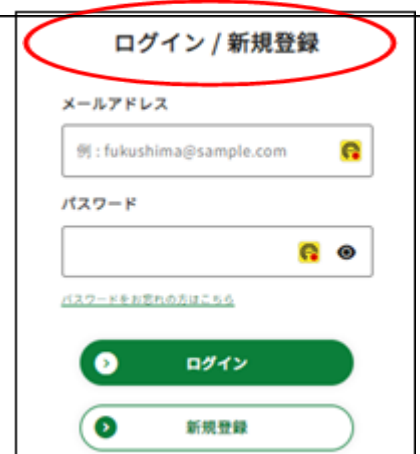 ログイン / 新規登録
メールアドレス
例 : fukushima@sample.com
パスワード
パスワードをお忘れの方はこちら
ログイン
新規登録